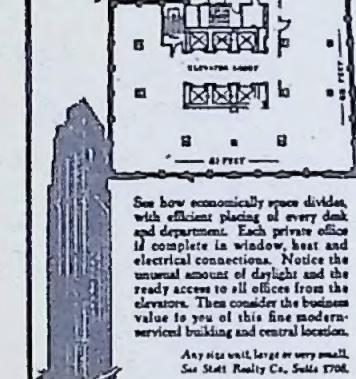 ELEVATOR LOBBY
FEET
See how economically space divides,
with efficient placing of every desk
and department. Each private office
is complete in window, heat and
electrical connections. Notice the
unusual amount of daylight and the
ready access to all offices from the
elevators. Then consider the business
value to you of this fine modern-
serviced building and central location.
Any size unit, large or very small.
See Stott Realty Co., Suite